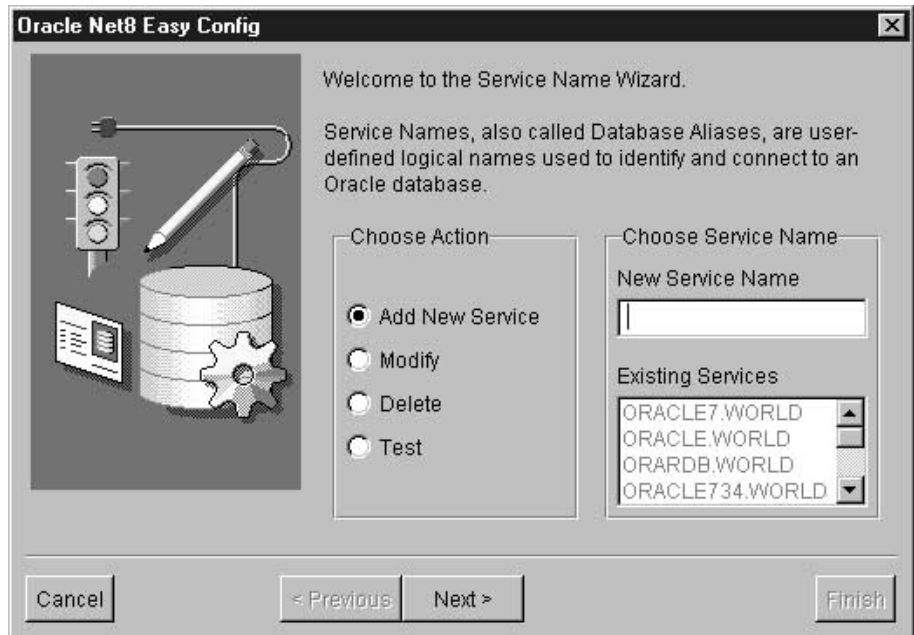 Oracle Net8 Easy Config
Welcome to the Service Name Wizard.
Service Names, also called Database Aliases, are user-
defined logical names used to identify and connect to an
Oracle database.
Choose Action
Add New Service
Modify
Delete
Test
Choose Service Name
New Service Name
Existing Services
ORACLE7.WORLD
ORACLE.WORLD
ORARDB.WORLD
ORACLE734.WORLD
Cancel
< Previous
Next >
Finish